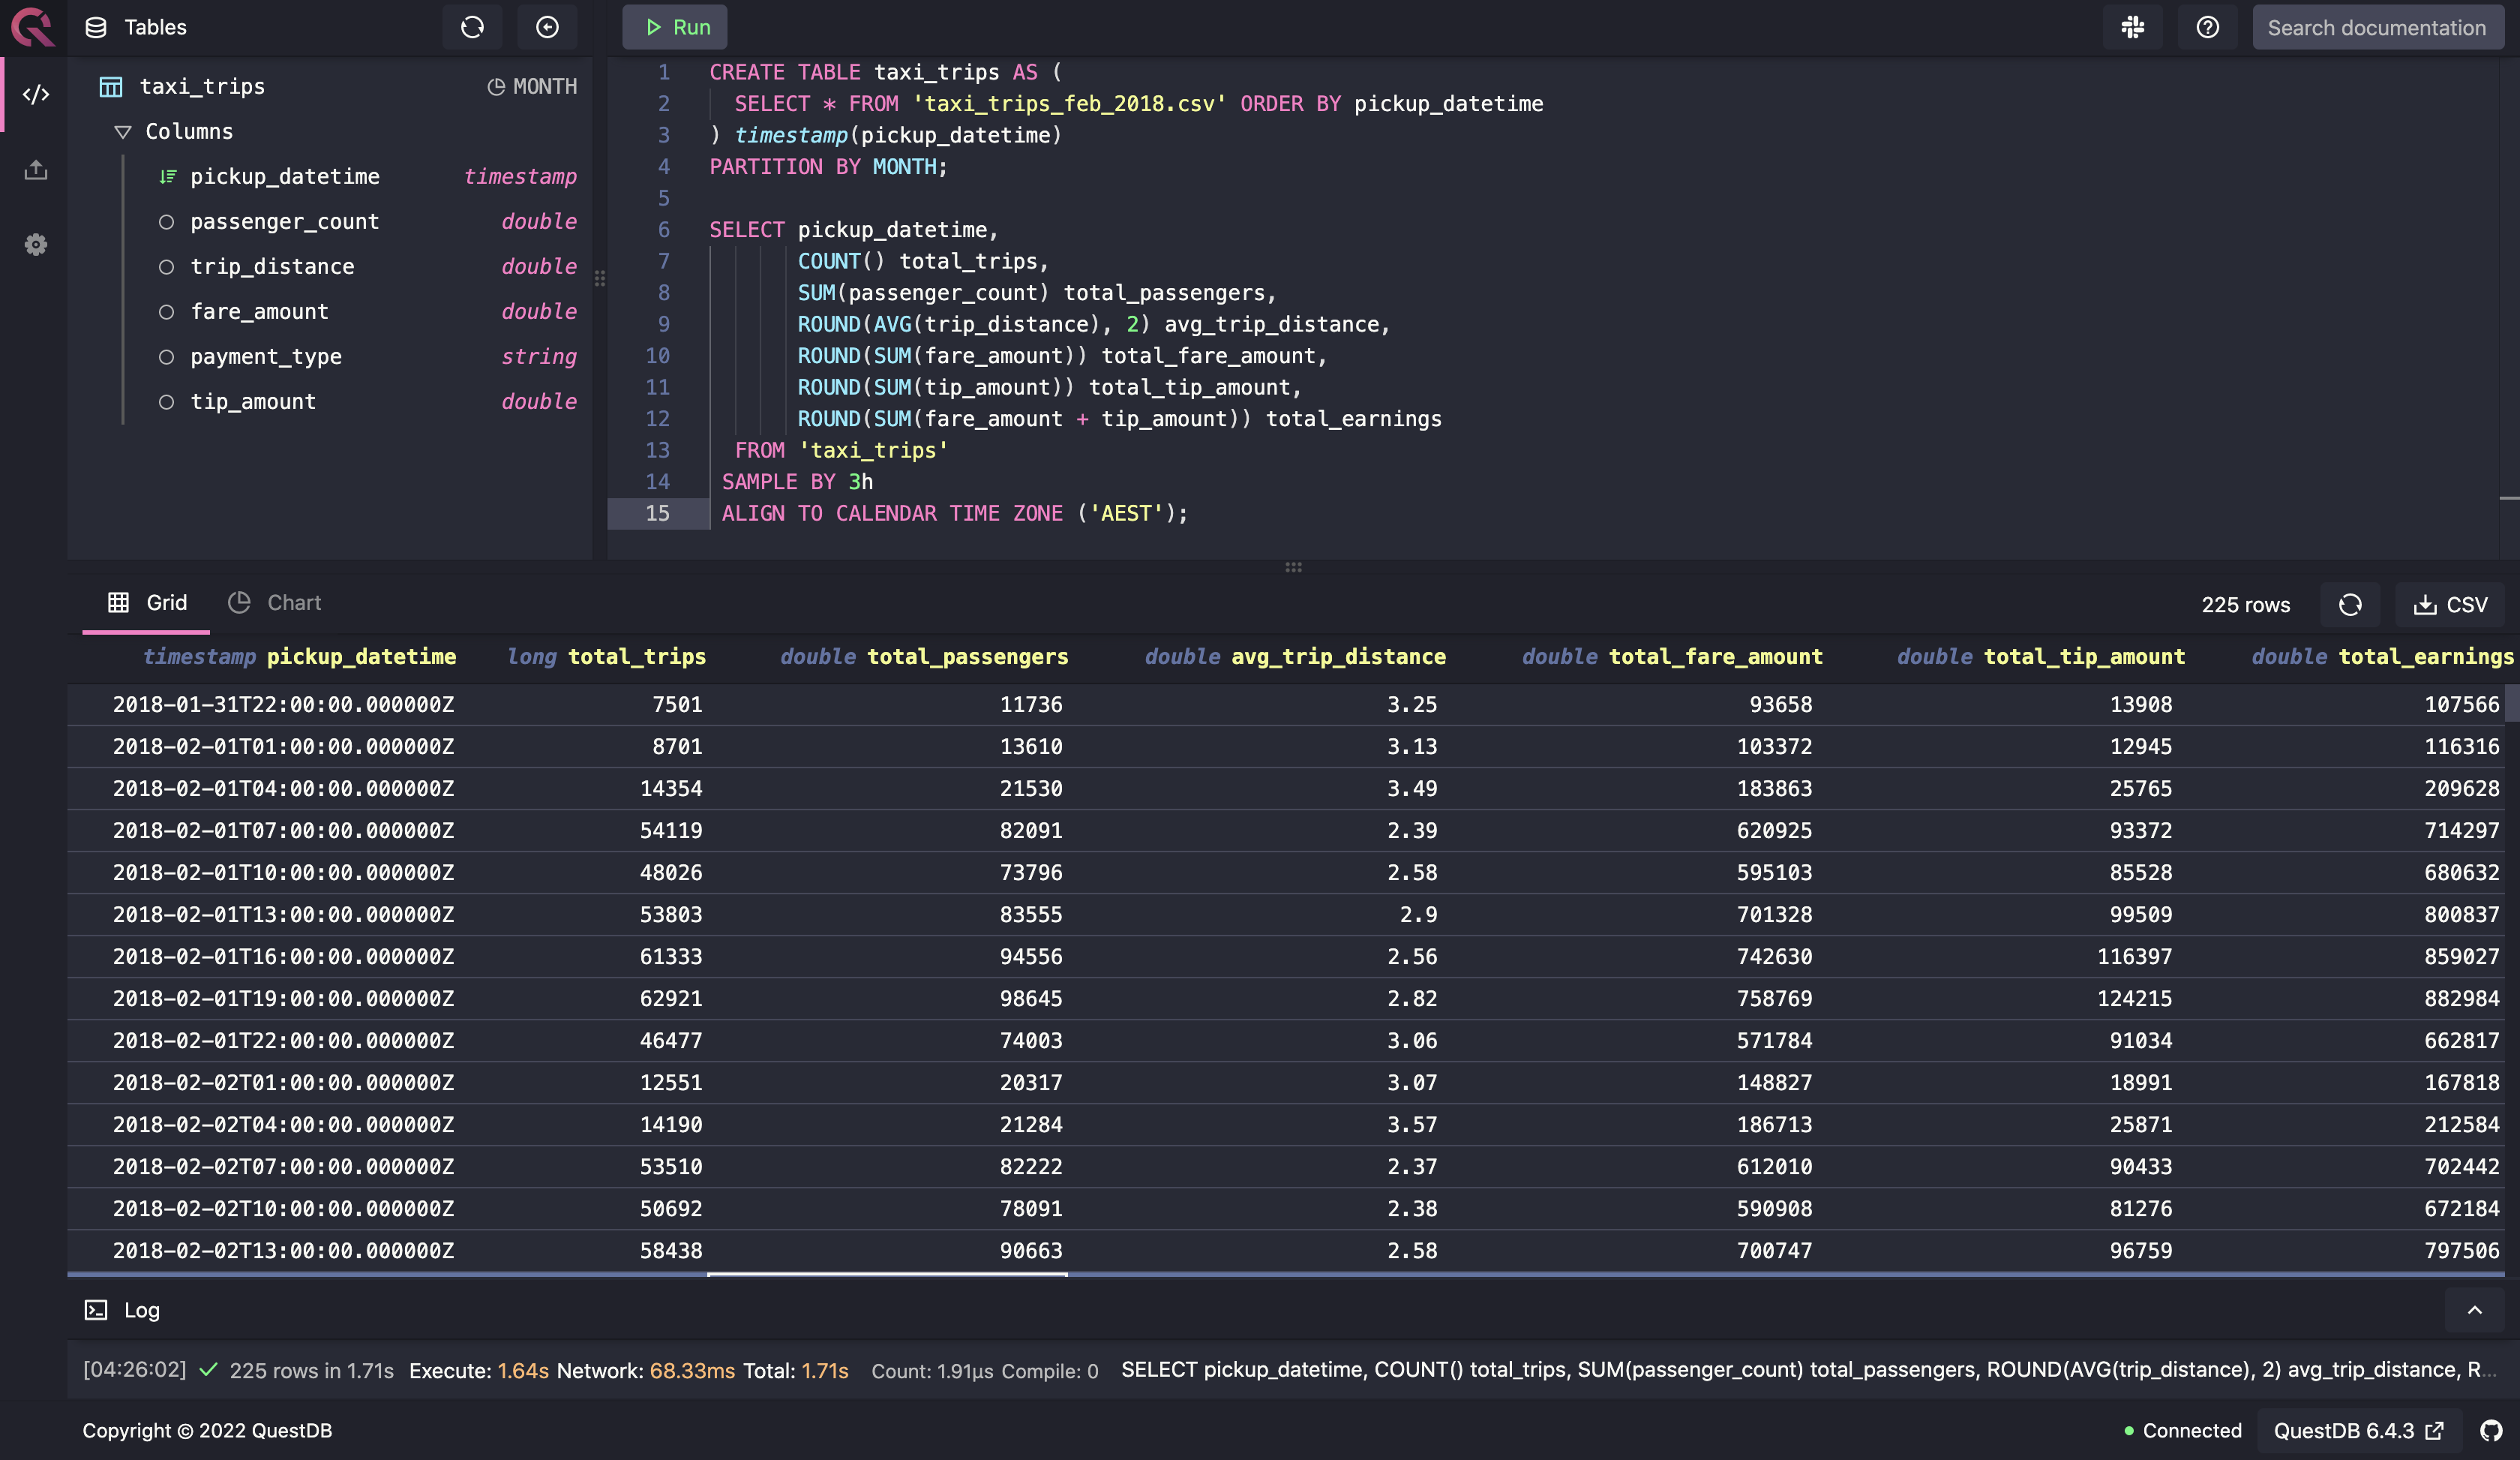 Tables
Run
Search documentation
taxi_trips MONTH
Columns
pickup_datetime timestamp
passenger_count double
trip_distance double
fare_amount double
payment_type string
tip_amount double
1 CREATE TABLE taxi_trips AS (
2 SELECT * FROM 'taxi_trips_feb_2018.csv' ORDER BY pickup_datetime
3 ) timestamp(pickup_datetime)
4 PARTITION BY MONTH;
5
6 SELECT pickup_datetime,
7 COUNT() total_trips,
8 SUM(passenger_count) total_passengers,
9 ROUND(AVG(trip_distance), 2) avg_trip_distance,
10 ROUND(SUM(fare_amount)) total_fare_amount,
11 ROUND(SUM(tip_amount)) total_tip_amount,
12 ROUND(SUM(fare_amount + tip_amount)) total_earnings
13 FROM 'taxi_trips'
14 SAMPLE BY 3h
15 ALIGN TO CALENDAR TIME ZONE ('AEST');
Grid Chart 225 rows CSV
timestamp pickup_datetime long total_trips double total_passengers double avg_trip_distance double total_fare_amount double total_tip_amount double total_earnings
2018-01-31T22:00:00.000000Z 7501 11736 3.25 93658 13908 107566
2018-02-01T01:00:00.000000Z 8701 13610 3.13 103372 12945 116316
2018-02-01T04:00:00.000000Z 14354 21530 3.49 183863 25765 209628
2018-02-01T07:00:00.000000Z 54119 82091 2.39 620925 93372 714297
2018-02-01T10:00:00.000000Z 48026 73796 2.58 595103 85528 680632
2018-02-01T13:00:00.000000Z 53803 83555 2.9 701328 99509 800837
2018-02-01T16:00:00.000000Z 61333 94556 2.56 742630 116397 859027
2018-02-01T19:00:00.000000Z 62921 98645 2.82 758769 124215 882984
2018-02-01T22:00:00.000000Z 46477 74003 3.06 571784 91034 662817
2018-02-02T01:00:00.000000Z 12551 20317 3.07 148827 18991 167818
2018-02-02T04:00:00.000000Z 14190 21284 3.57 186713 25871 212584
2018-02-02T07:00:00.000000Z 53510 82222 2.37 612010 90433 702442
2018-02-02T10:00:00.000000Z 50692 78091 2.38 590908 81276 672184
2018-02-02T13:00:00.000000Z 58438 90663 2.58 700747 96759 797506
Log
[04:26:02] 225 rows in 1.71s Execute: 1.64s Network: 68.33ms Total: 1.71s Count: 1.91µs Compile: 0 SELECT pickup_datetime, COUNT() total_trips, SUM(passenger_count) total_passengers, ROUND(AVG(trip_distance), 2) avg_trip_distance, R...
Copyright © 2022 QuestDB Connected QuestDB 6.4.3